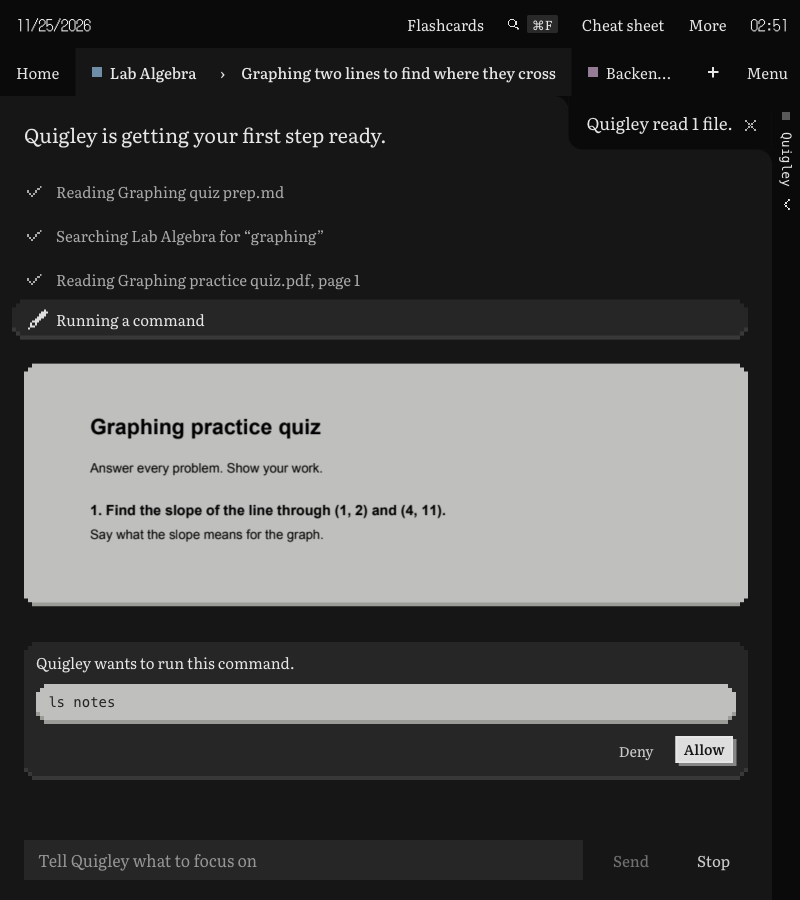 11/25/2026
Flashcards
⌘F
Cheat sheet
More
02:51
Home
Lab Algebra › Graphing two lines to find where they cross
Backen…
+
Menu
Quigley is getting your first step ready.
Quigley read 1 file.
Quigley
Reading Graphing quiz prep.md
Searching Lab Algebra for “graphing”
Reading Graphing practice quiz.pdf, page 1
Running a command
Graphing practice quiz
Answer every problem. Show your work.
1. Find the slope of the line through (1, 2) and (4, 11).
Say what the slope means for the graph.
Quigley wants to run this command.
ls notes
Deny
Allow
Tell Quigley what to focus on
Send
Stop